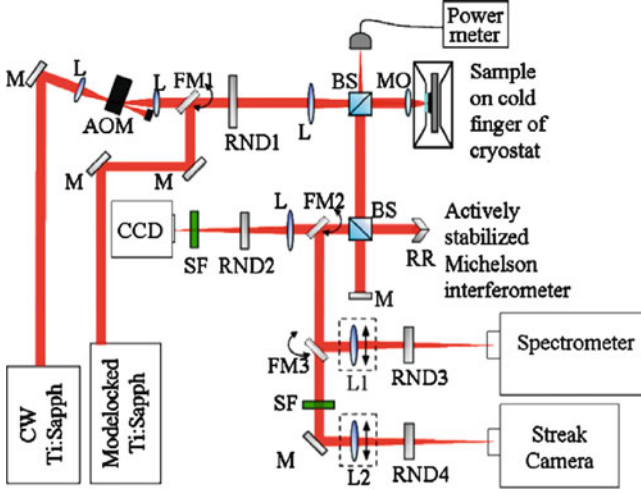 Power
meter
M
L
L
FM1
BS
MO
Sample
on cold
finger of
cryostat
AOM
RND1
L
M
M
FM2
L
BS
CCD
Actively
stabilized
Michelson
interferometer
SF
RND2
RR
M
FM3
L1
RND3
Spectrometer
SF
CW
Ti:Sapph
Modelocked
Ti:Sapph
M
L2
RND4
Streak
Camera